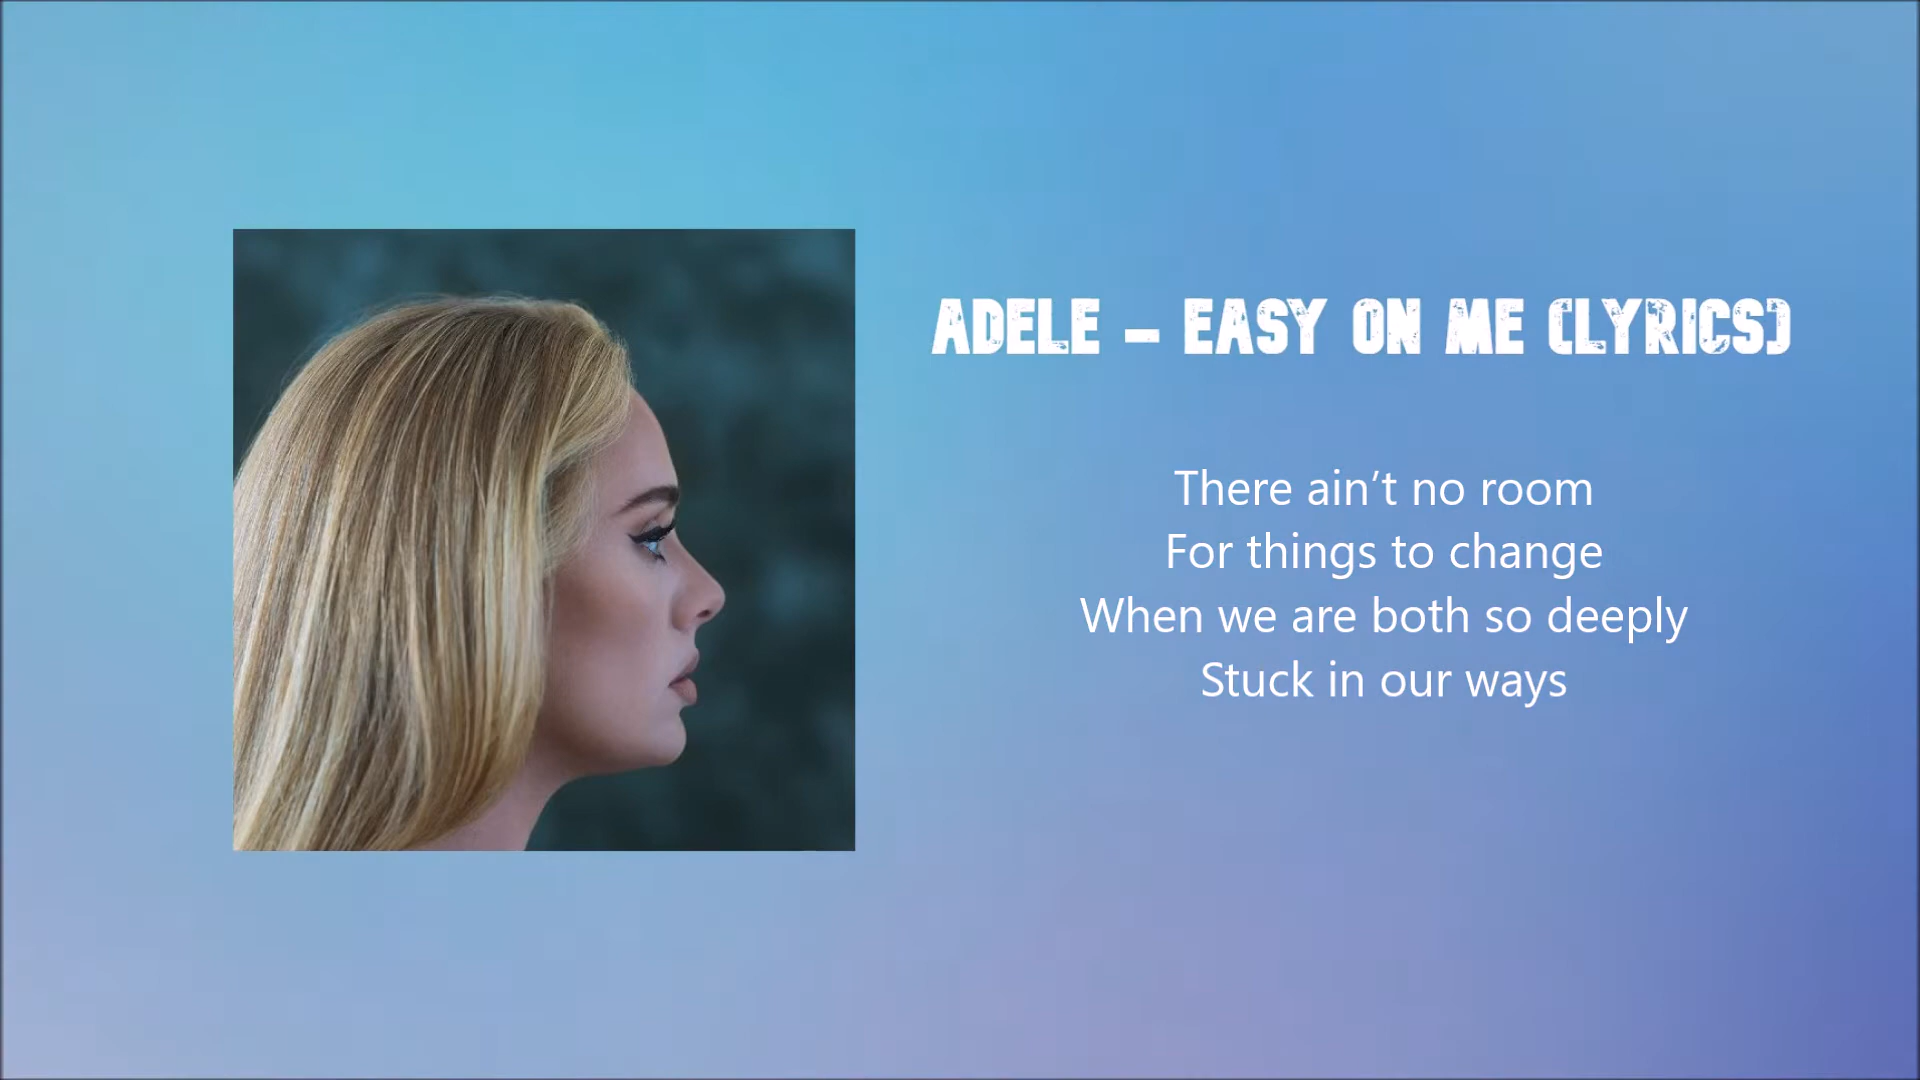 ADELE – EASY ON ME (LYRICS)
There ain’t no room
For things to change
When we are both so deeply
Stuck in our ways